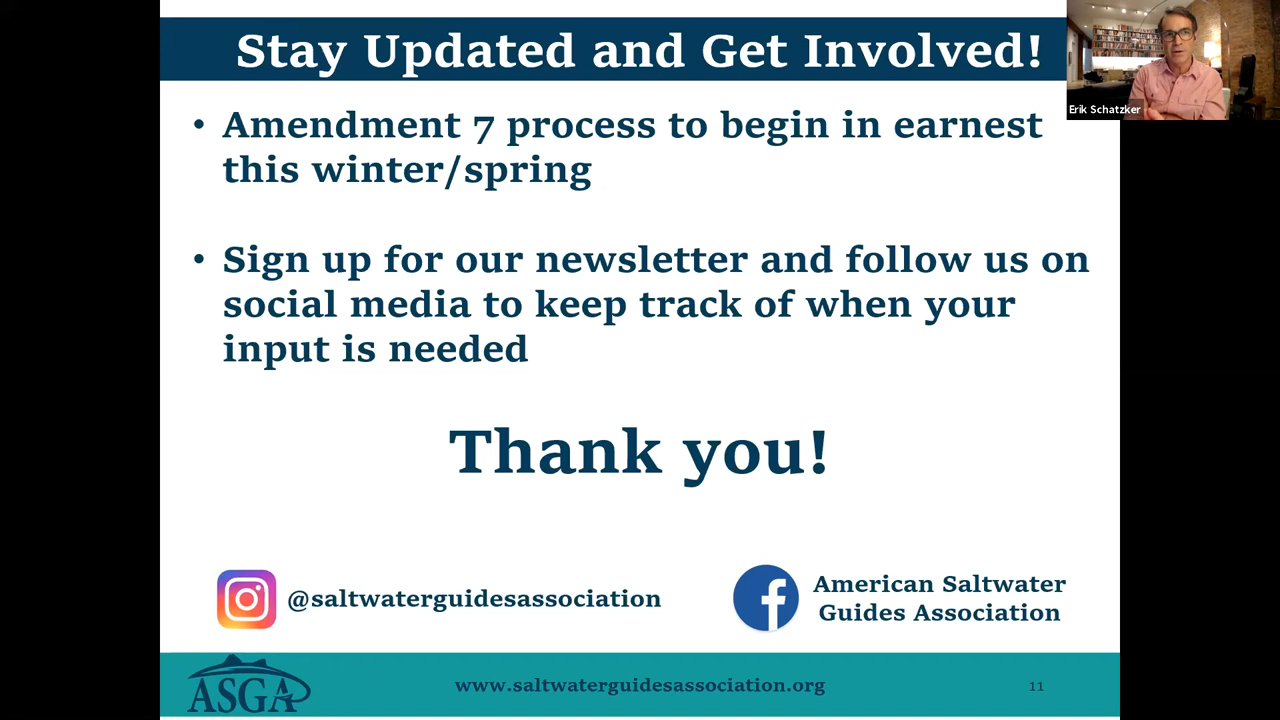 Stay Updated and Get Involved!
Erik Schatzker
• Amendment 7 process to begin in earnest
this winter/spring
• Sign up for our newsletter and follow us on
social media to keep track of when your
input is needed
Thank you!
@saltwaterguidesassociation
American Saltwater
Guides Association
ASGA
www.saltwaterguidesassociation.org
11